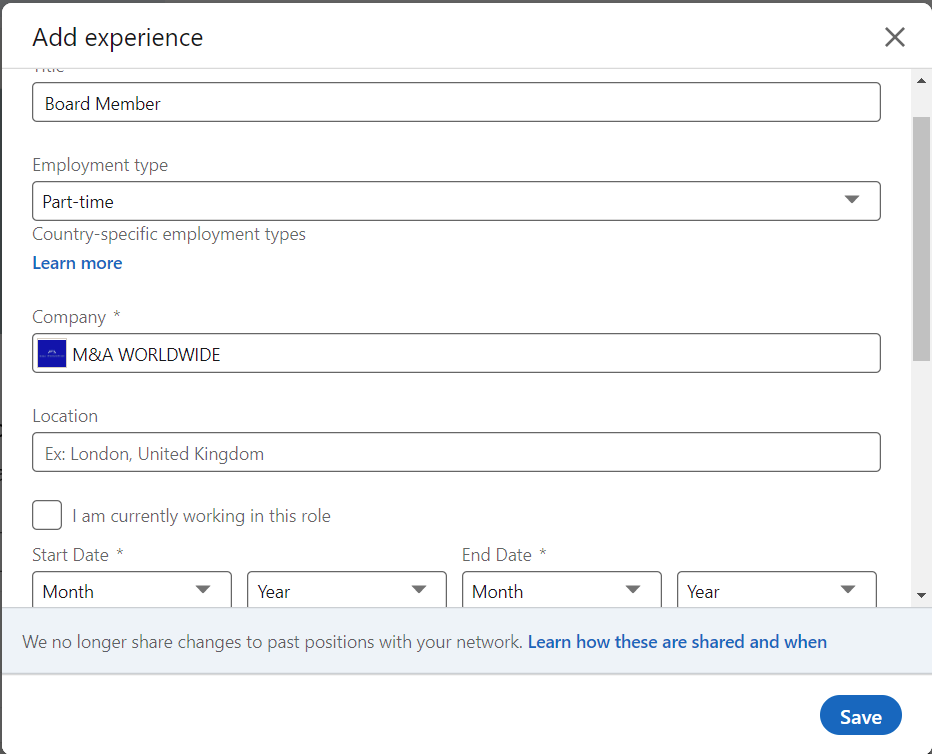 Add experience
Title
Board Member
Employment type
Part-time
Country-specific employment types
Learn more
Company *
M&A WORLDWIDE
Location
Ex: London, United Kingdom
I am currently working in this role
Start Date * End Date *
Month Year Month Year
We no longer share changes to past positions with your network. Learn how these are shared and when
Save